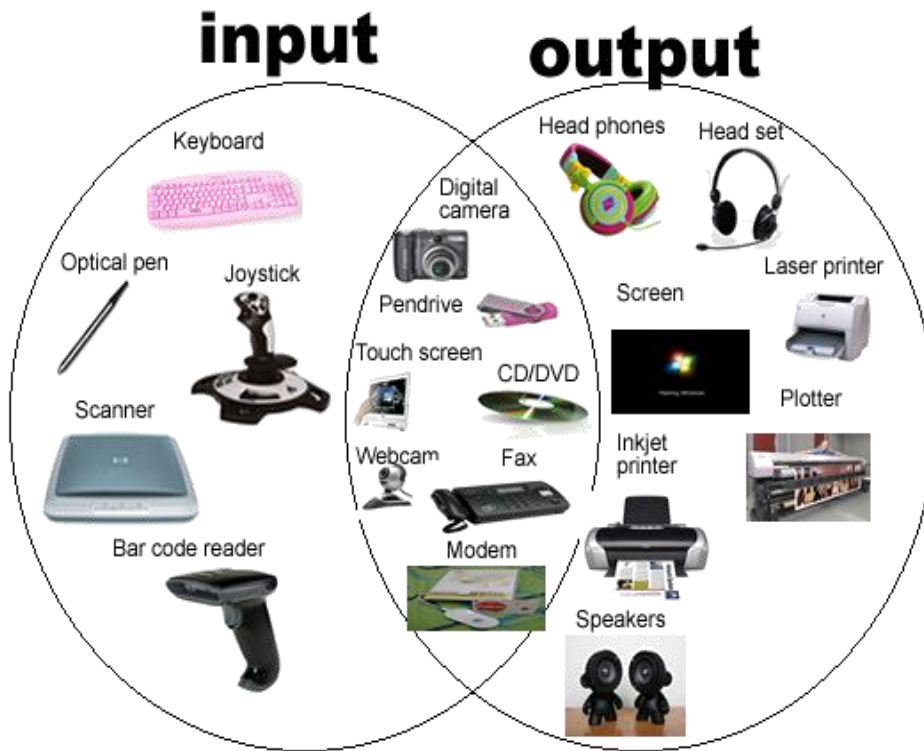 input
output
Keyboard
Optical pen
Joystick
Scanner
Bar code reader
Digital
camera
Pendrive
Touch screen
CD/DVD
Webcam
Fax
Modem
Head phones
Head set
Laser printer
Screen
Plotter
Inkjet
printer
Speakers